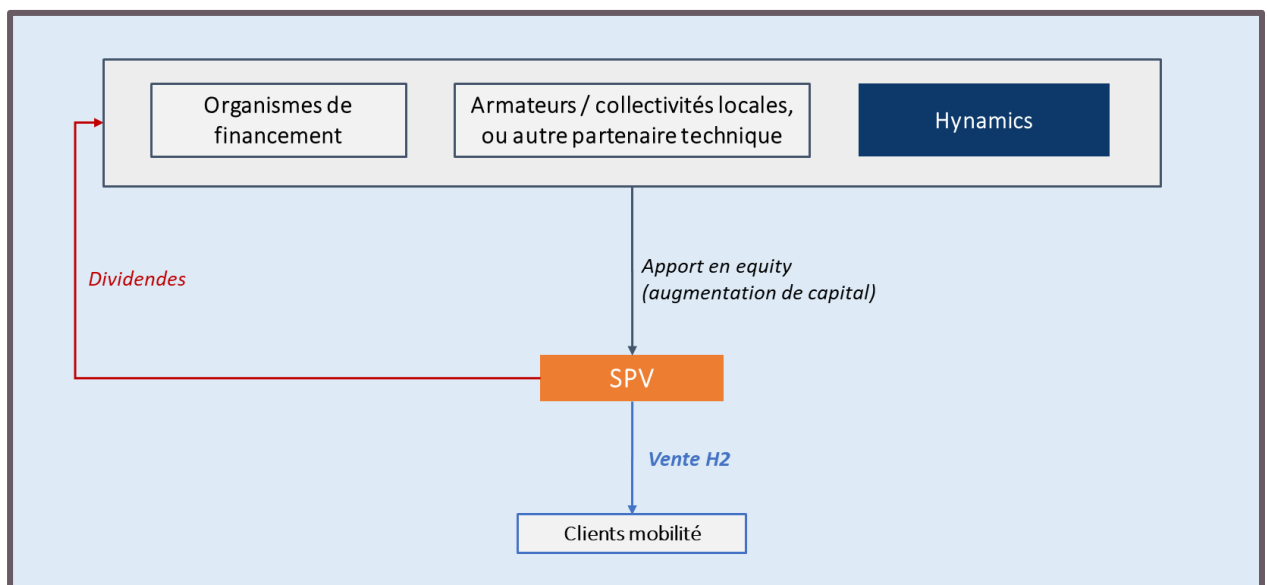 Organismes de
financement
Armateurs / collectivités locales,
ou autre partenaire technique
Hynamics
Dividendes
Apport en equity
(augmentation de capital)
SPV
Vente H2
Clients mobilité